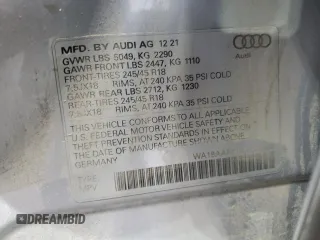 MFD. BY AUDI AG 12 21
GVWR LBS 5049, KG 2290
GAWR FRONT LBS 2447, KG 1110
FRONT-TIRES 245/45 R18
7.5JX18 RIMS, AT 240 KPA 35 PSI COLD
GAWR REAR LBS 2712, KG 1230
REAR-TIRES 245/45 R18
7.5JX18 RIMS, AT 240 KPA 35 PSI COLD
Audi
THIS VEHICLE CONFORMS TO ALL APPLICABLE
U.S. FEDERAL MOTOR VEHICLE SAFETY, BUMPER AND
THEFT PREVENTION STANDARDS IN EFFECT ON THE
DATE OF MANUFACTURE SHOWN ABOVE
GERMANY
TYPE:
MPV
DREAMBID